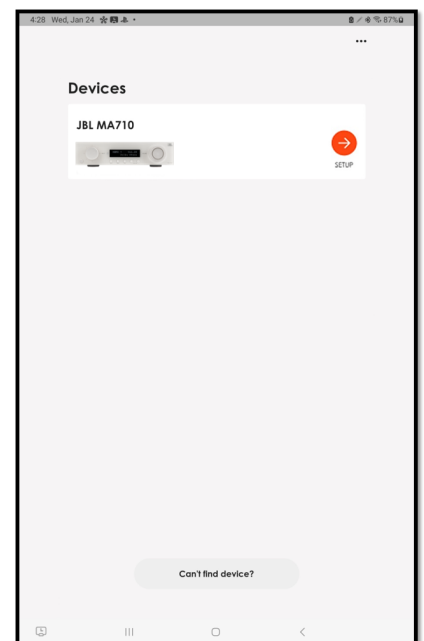 4:28 Wed, Jan 24
87%
Devices
JBL MA710
SETUP
Can't find device?